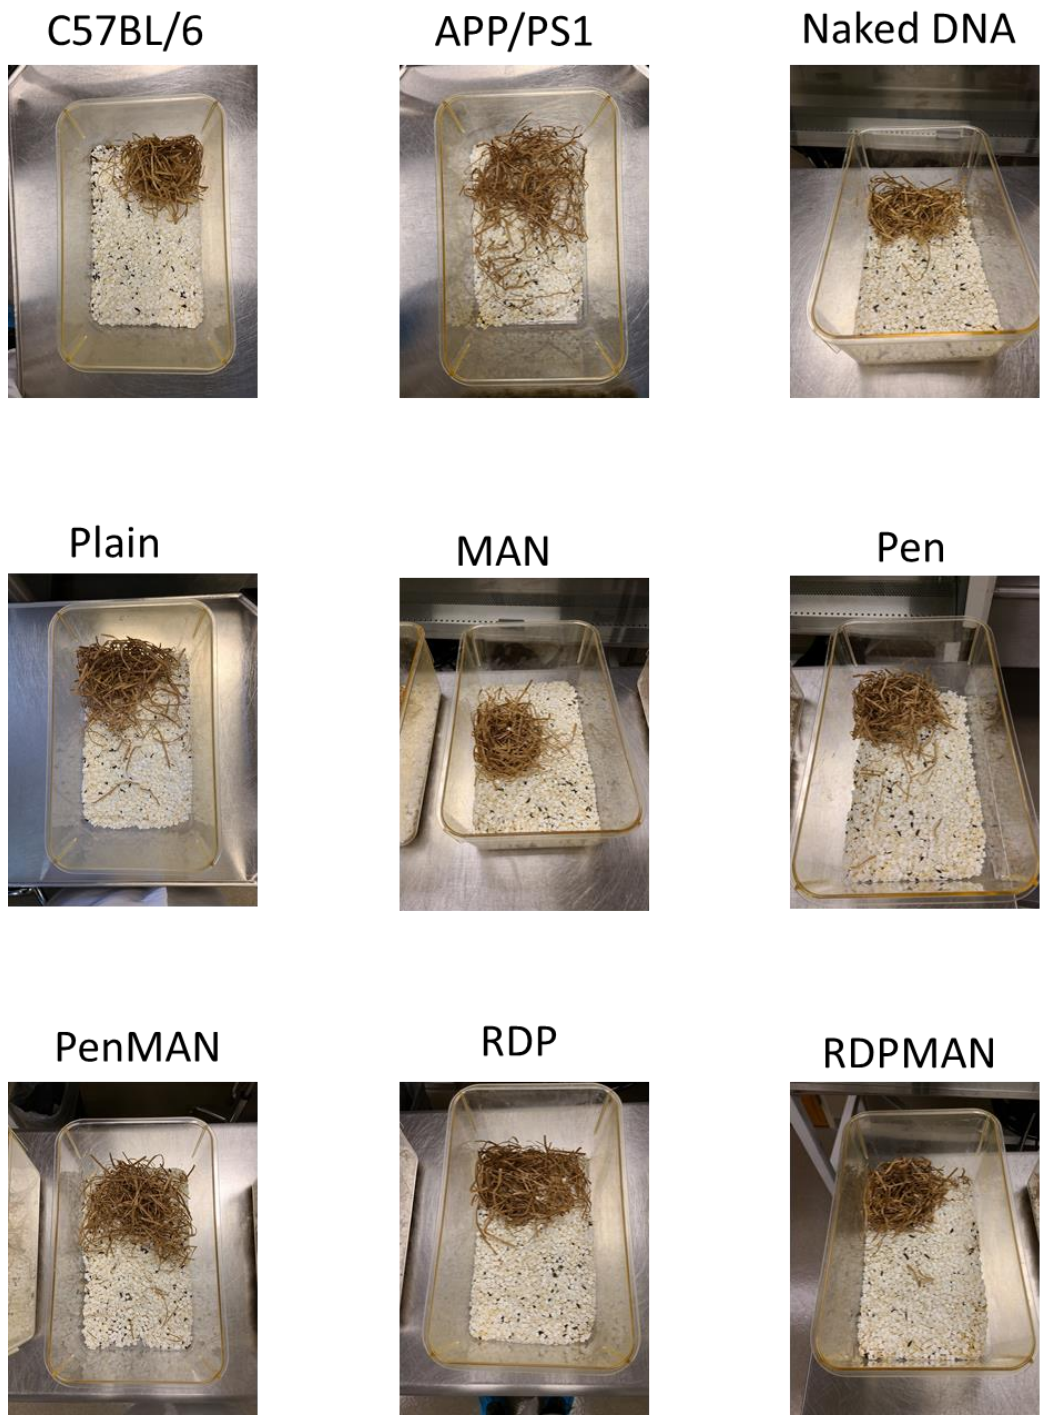 C57BL/6
APP/PS1
Naked DNA
Plain
MAN
Pen
PenMAN
RDP
RDPMAN